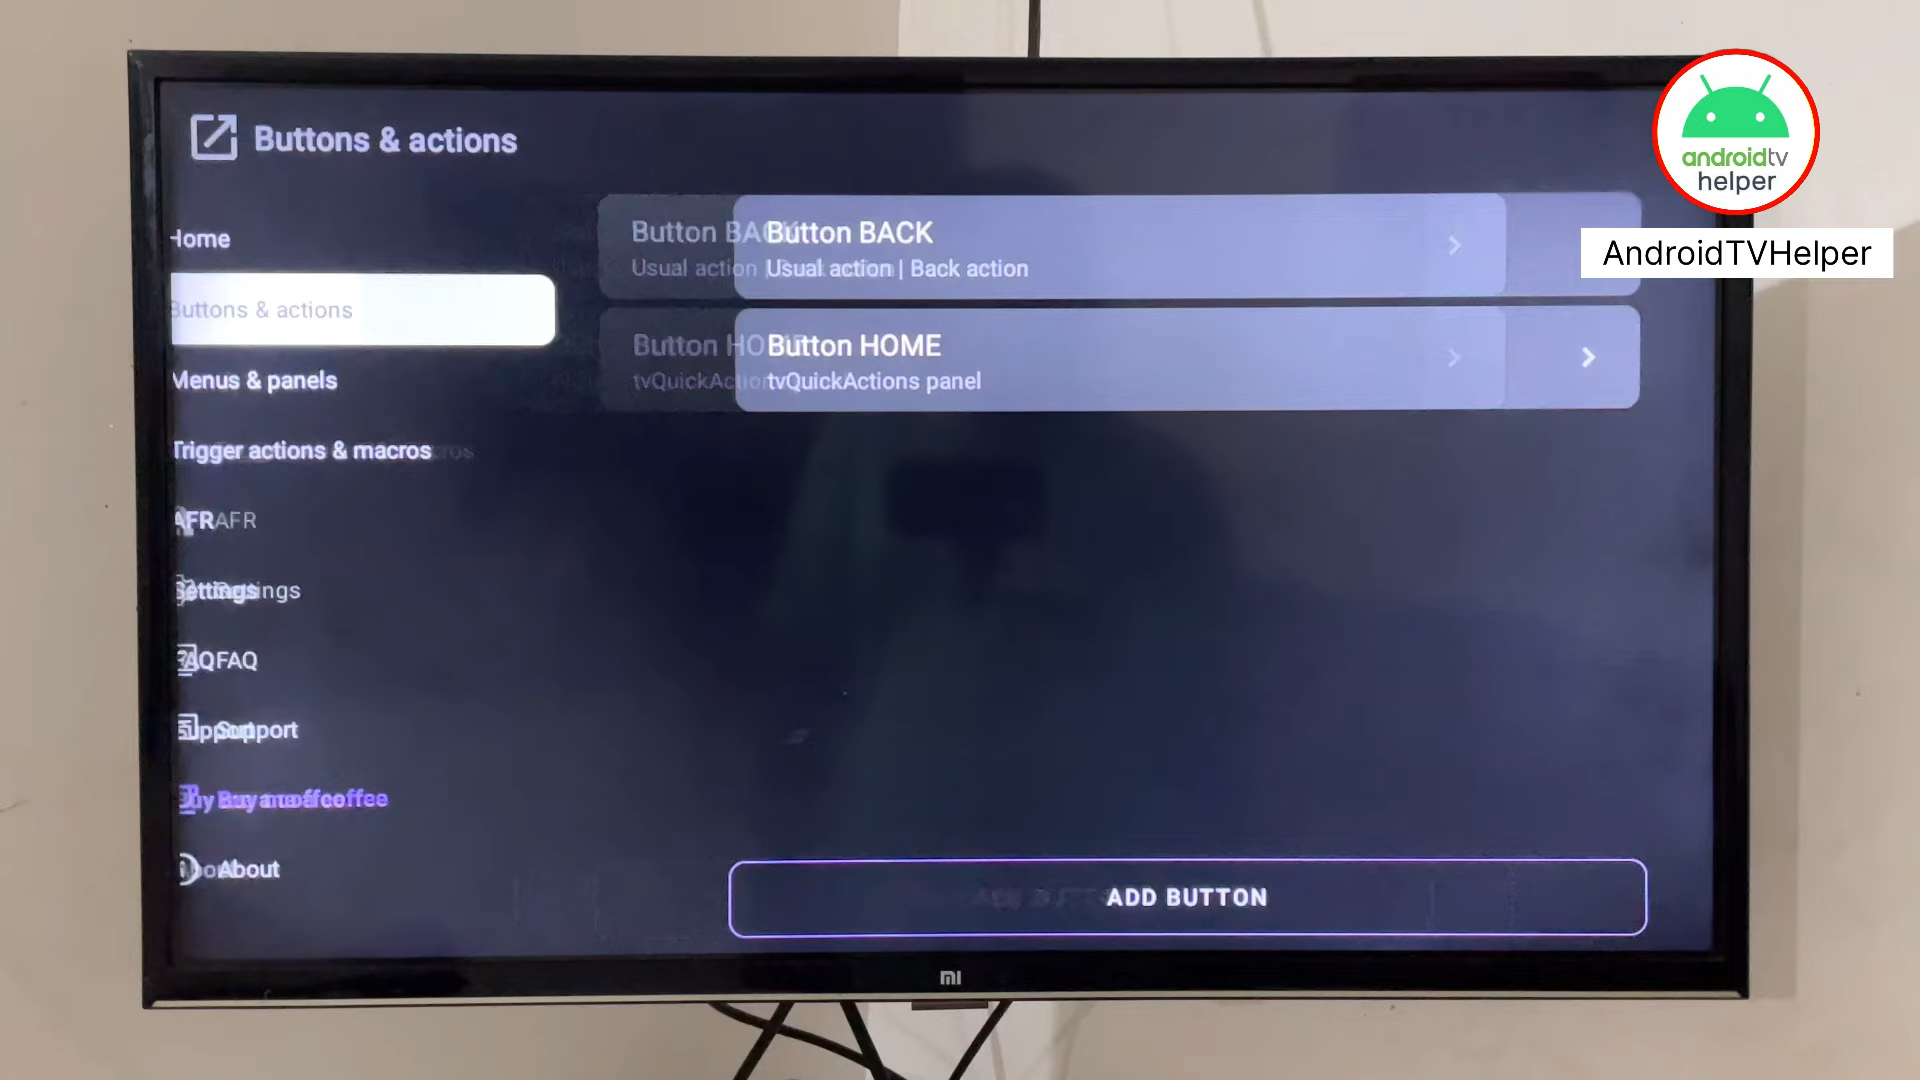 Buttons & actions
androidtv
helper
AndroidTVHelper
Home
Buttons & actions
Menus & panels
Trigger actions & macros
AFR
Settings
FAQ
Support
Buy me a coffee
About
Button BACK
Usual action | Back action
Button HOME
tvQuickActions panel
ADD BUTTON
mi